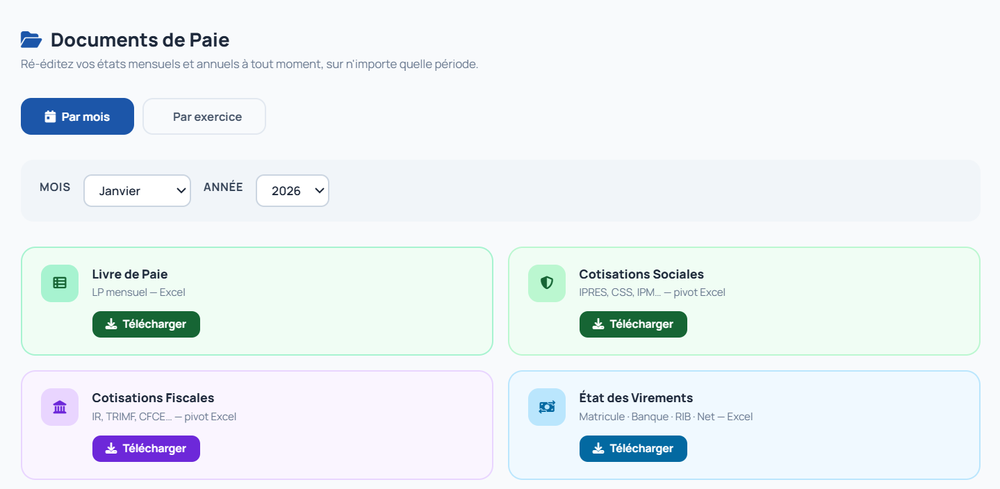 Documents de Paie
Ré-éditez vos états mensuels et annuels à tout moment, sur n'importe quelle période.
Par mois
Par exercice
MOIS Janvier ANNÉE 2026
Livre de Paie
LP mensuel — Excel
Télécharger
Cotisations Sociales
IPRES, CSS, IPM... — pivot Excel
Télécharger
Cotisations Fiscales
IR, TRIMF, CFCE... — pivot Excel
Télécharger
État des Virements
Matricule · Banque · RIB · Net — Excel
Télécharger